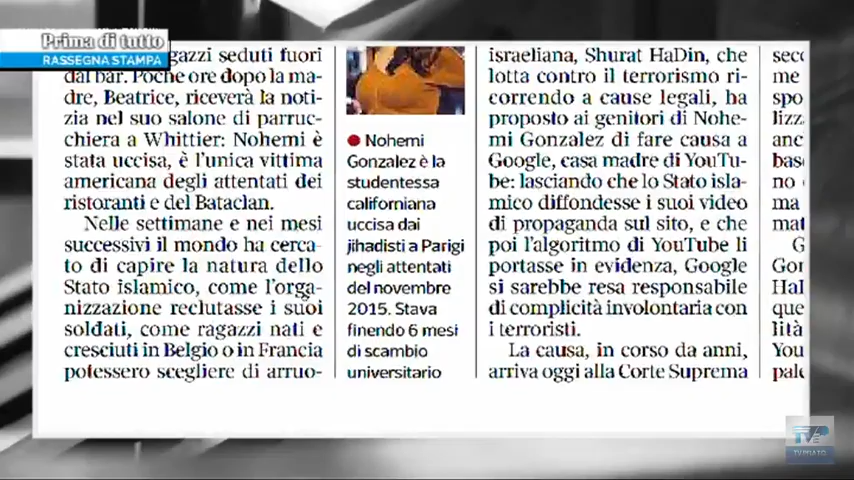 Prima di tutto
RASSEGNA STAMPA
seduti fuori
dal bar. Poche ore dopo la ma-
dre, Beatrice, riceverà la noti-
zia nel suo salone di parruc-
chiera a Whittier: Nohemi è
stata uccisa, è l'unica vittima
americana degli attentati dei
ristoranti e del Bataclan.
Nelle settimane e nei mesi
successivi il mondo ha cerca-
to di capire la natura dello
Stato islamico, come l'orga-
nizzazione reclutasse i suoi
soldati, come ragazzi nati e
cresciuti in Belgio o in Francia
potessero scegliere di arruo-
Nohemi
Gonzalez è la
studentessa
californiana
uccisa dai
jihadisti a Parigi
negli attentati
del novembre
2015. Stava
finendo 6 mesi
di scambio
universitario
israeliana, Shurat HaDin, che
lotta contro il terrorismo ri-
correndo a cause legali, ha
proposto ai genitori di Nohe-
mi Gonzalez di fare causa a
Google, casa madre di YouTu-
be: lasciando che lo Stato isla-
mico diffondesse i suoi video
di propaganda sul sito, e che
poi l'algoritmo di YouTube li
portasse in evidenza, Google
si sarebbe resa responsabile
di complicità involontaria con
i terroristi.
La causa, in corso da anni,
arriva oggi alla Corte Suprema
TV PRATO